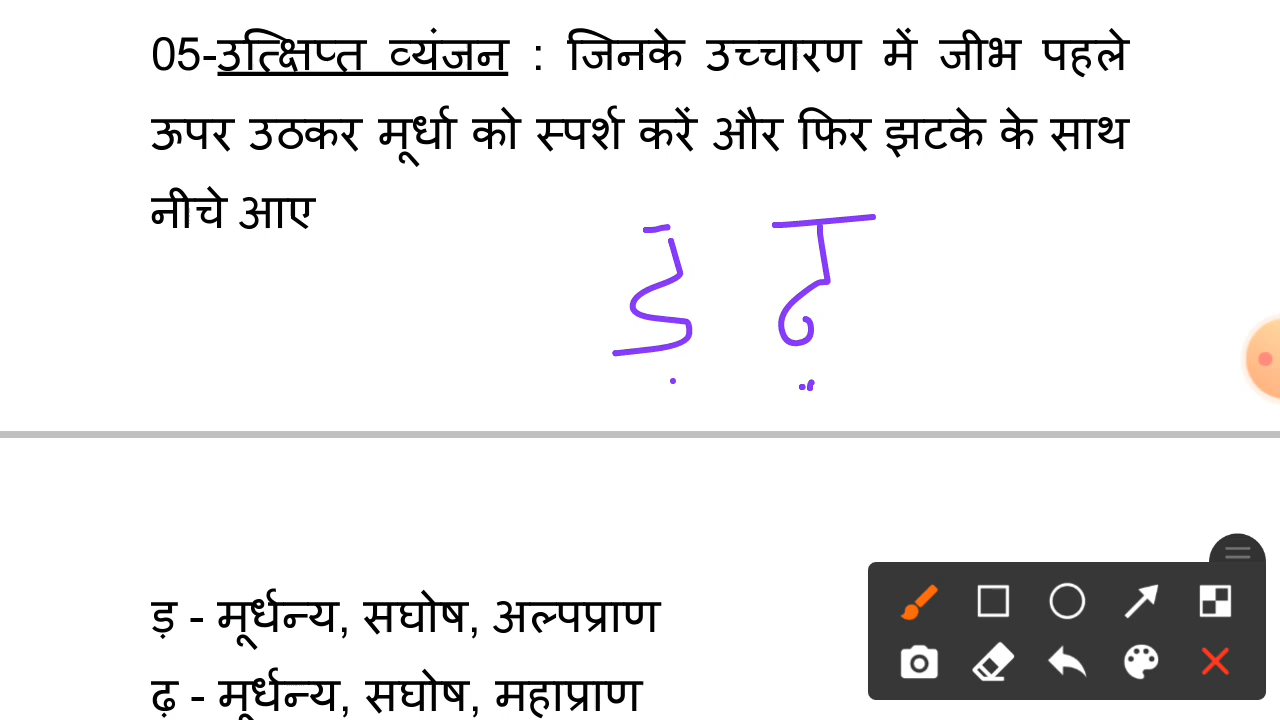 05-उत्क्षिप्त व्यंजन : जिनके उच्चारण में जीभ पहले
ऊपर उठकर मूर्धा को स्पर्श करें और फिर झटके के साथ
नीचे आए
ड़ ढ़
ड़ - मूर्धन्य, सघोष, अल्पप्राण
ढ़ - मूर्धन्य, सघोष, महाप्राण